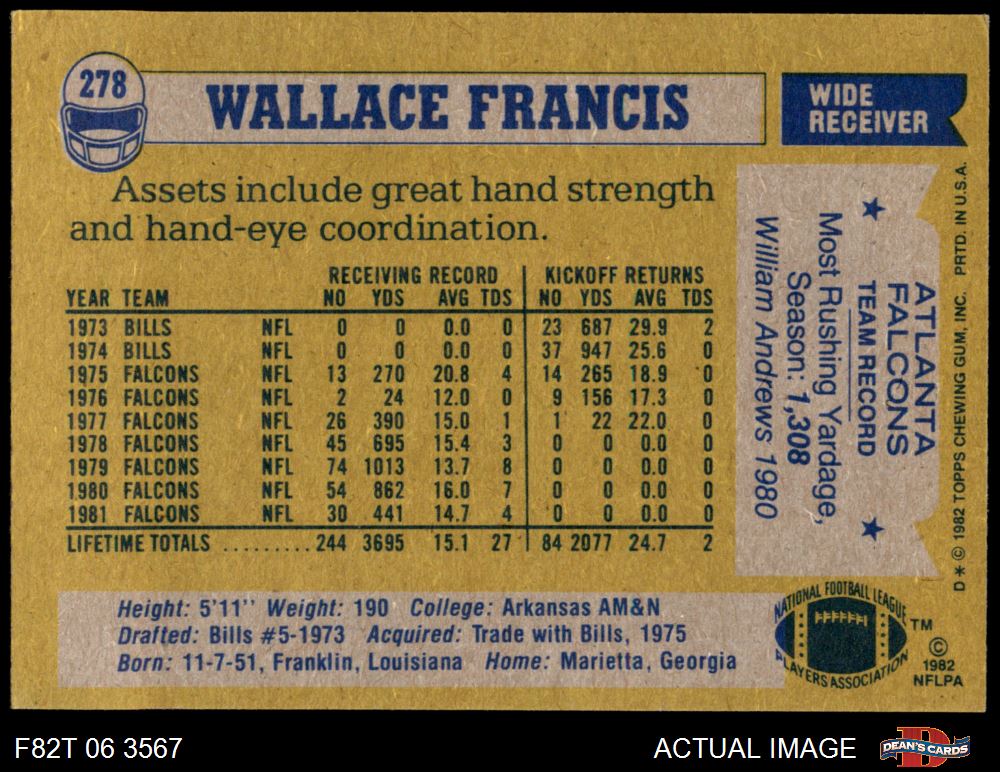 278
WALLACE FRANCIS
WIDE
RECEIVER
Assets include great hand strength
and hand-eye coordination.
RECEIVING RECORD KICKOFF RETURNS
YEAR TEAM NO YDS AVG TDS NO YDS AVG TDS
1973 BILLS NFL 0 0 0.0 0 23 687 29.9 2
1974 BILLS NFL 0 0 0.0 0 37 947 25.6 0
1975 FALCONS NFL 13 270 20.8 4 14 265 18.9 0
1976 FALCONS NFL 2 24 12.0 0 9 156 17.3 0
1977 FALCONS NFL 26 390 15.0 1 1 22 22.0 0
1978 FALCONS NFL 45 695 15.4 3 0 0 0.0 0
1979 FALCONS NFL 74 1013 13.7 8 0 0 0.0 0
1980 FALCONS NFL 54 862 16.0 7 0 0 0.0 0
1981 FALCONS NFL 30 441 14.7 4 0 0 0.0 0
LIFETIME TOTALS ......... 244 3695 15.1 27 84 2077 24.7 2
ATLANTA
FALCONS
TEAM RECORD
Most Rushing Yardage,
Season: 1,308
William Andrews 1980
D * © 1982 TOPPS CHEWING GUM, INC. PRTD. IN U.S.A.
Height: 5'11" Weight: 190 College: Arkansas AM&N
Drafted: Bills #5-1973 Acquired: Trade with Bills, 1975
Born: 11-7-51, Franklin, Louisiana Home: Marietta, Georgia
NATIONAL FOOTBALL LEAGUE
PLAYERS ASSOCIATION
TM
©
1982
NFLPA
F82T 06 3567
ACTUAL IMAGE
DEAN'S CARDS